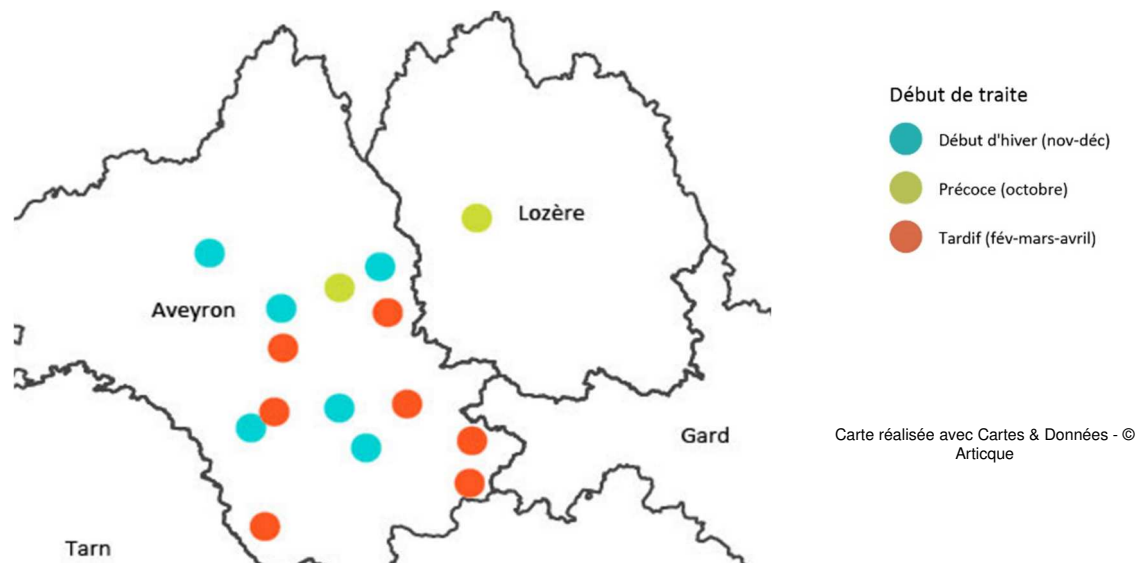 Début de traite
Début d'hiver (nov-déc)
Précoce (octobre)
Tardif (fév-mars-avril)
Lozère
Aveyron
Gard
Tarn
Carte réalisée avec Cartes & Données - ©
Articque